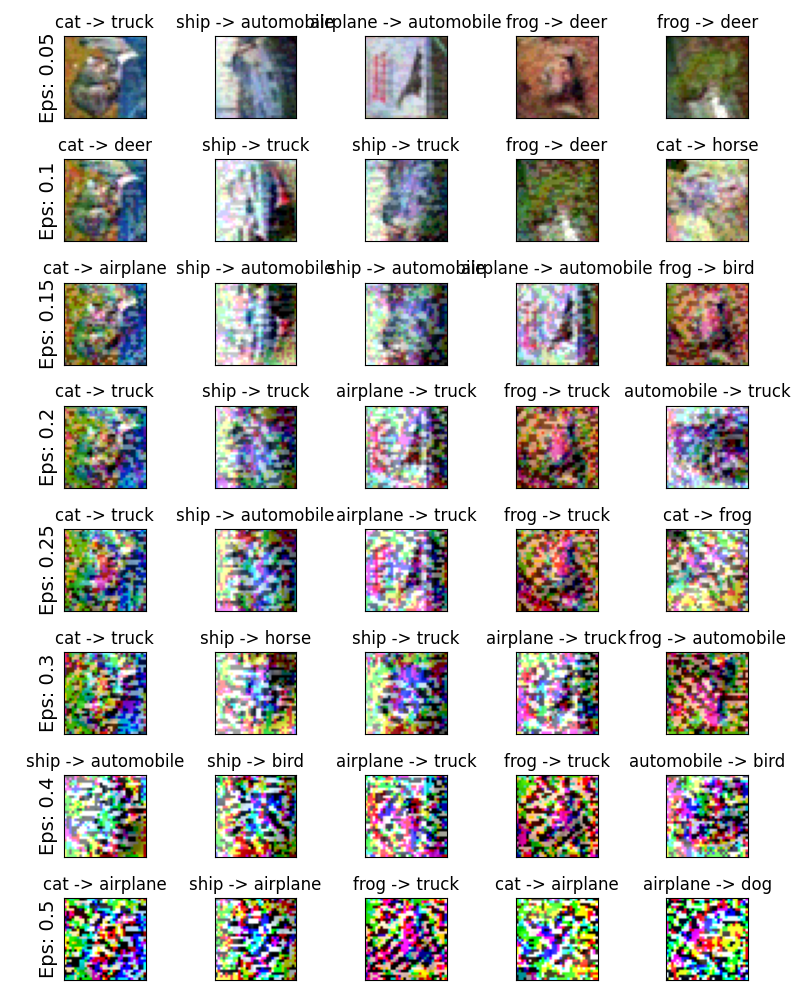 cat -> truck ship -> automobile airplane -> automobile frog -> deer frog -> deer
Eps: 0.05
cat -> deer ship -> truck ship -> truck frog -> deer cat -> horse
Eps: 0.1
cat -> airplane ship -> automobile ship -> automobile airplane -> automobile frog -> bird
Eps: 0.15
cat -> truck ship -> truck airplane -> truck frog -> truck automobile -> truck
Eps: 0.2
cat -> truck ship -> automobile airplane -> truck frog -> truck cat -> frog
Eps: 0.25
cat -> truck ship -> horse ship -> truck airplane -> truck frog -> automobile
Eps: 0.3
ship -> automobile ship -> bird airplane -> truck frog -> truck automobile -> bird
Eps: 0.4
cat -> airplane ship -> airplane frog -> truck cat -> airplane airplane -> dog
Eps: 0.5